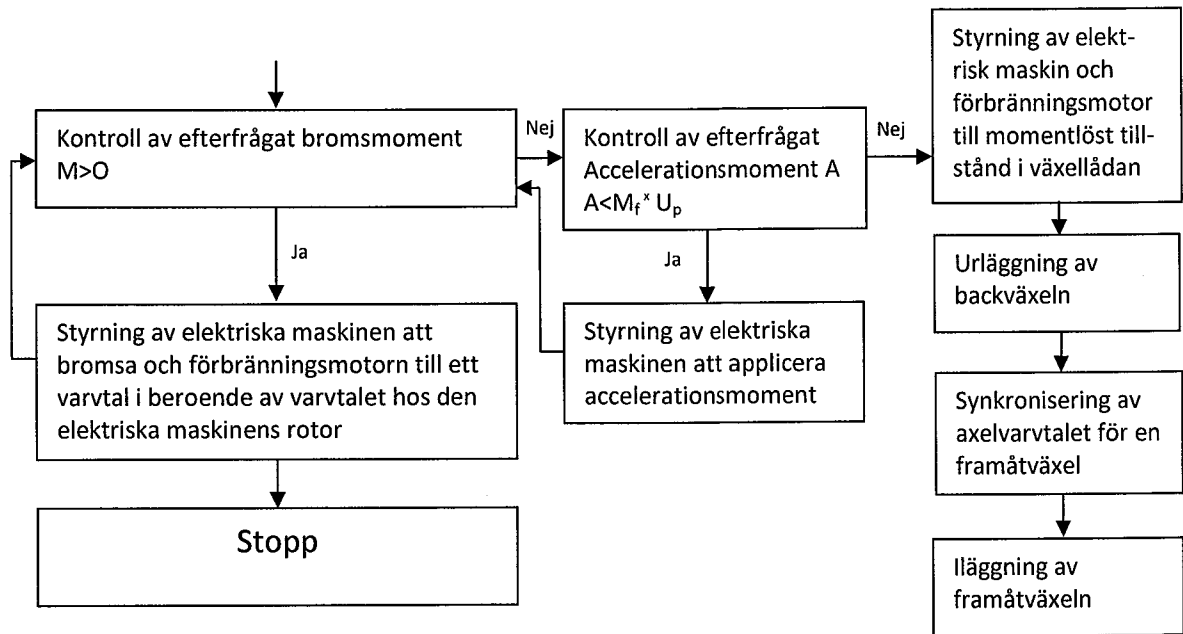 Kontroll av efterfrågat bromsmoment
M>O
Nej
Kontroll av efterfrågat
Accelerationsmoment A
A<Mf x Up
Nej
Styrning av elekt-
risk maskin och
förbränningsmotor
till momentlöst till-
stånd i växellådan
Ja
Ja
Urläggning av
backväxeln
Styrning av elektriska maskinen att
bromsa och förbränningsmotorn till ett
varvtal i beroende av varvtalet hos den
elektriska maskinens rotor
Styrning av elektriska
maskinen att applicera
accelerationsmoment
Synkronisering av
axelvarvtalet för en
framåtväxel
Stopp
Iläggning av
framåtväxeln